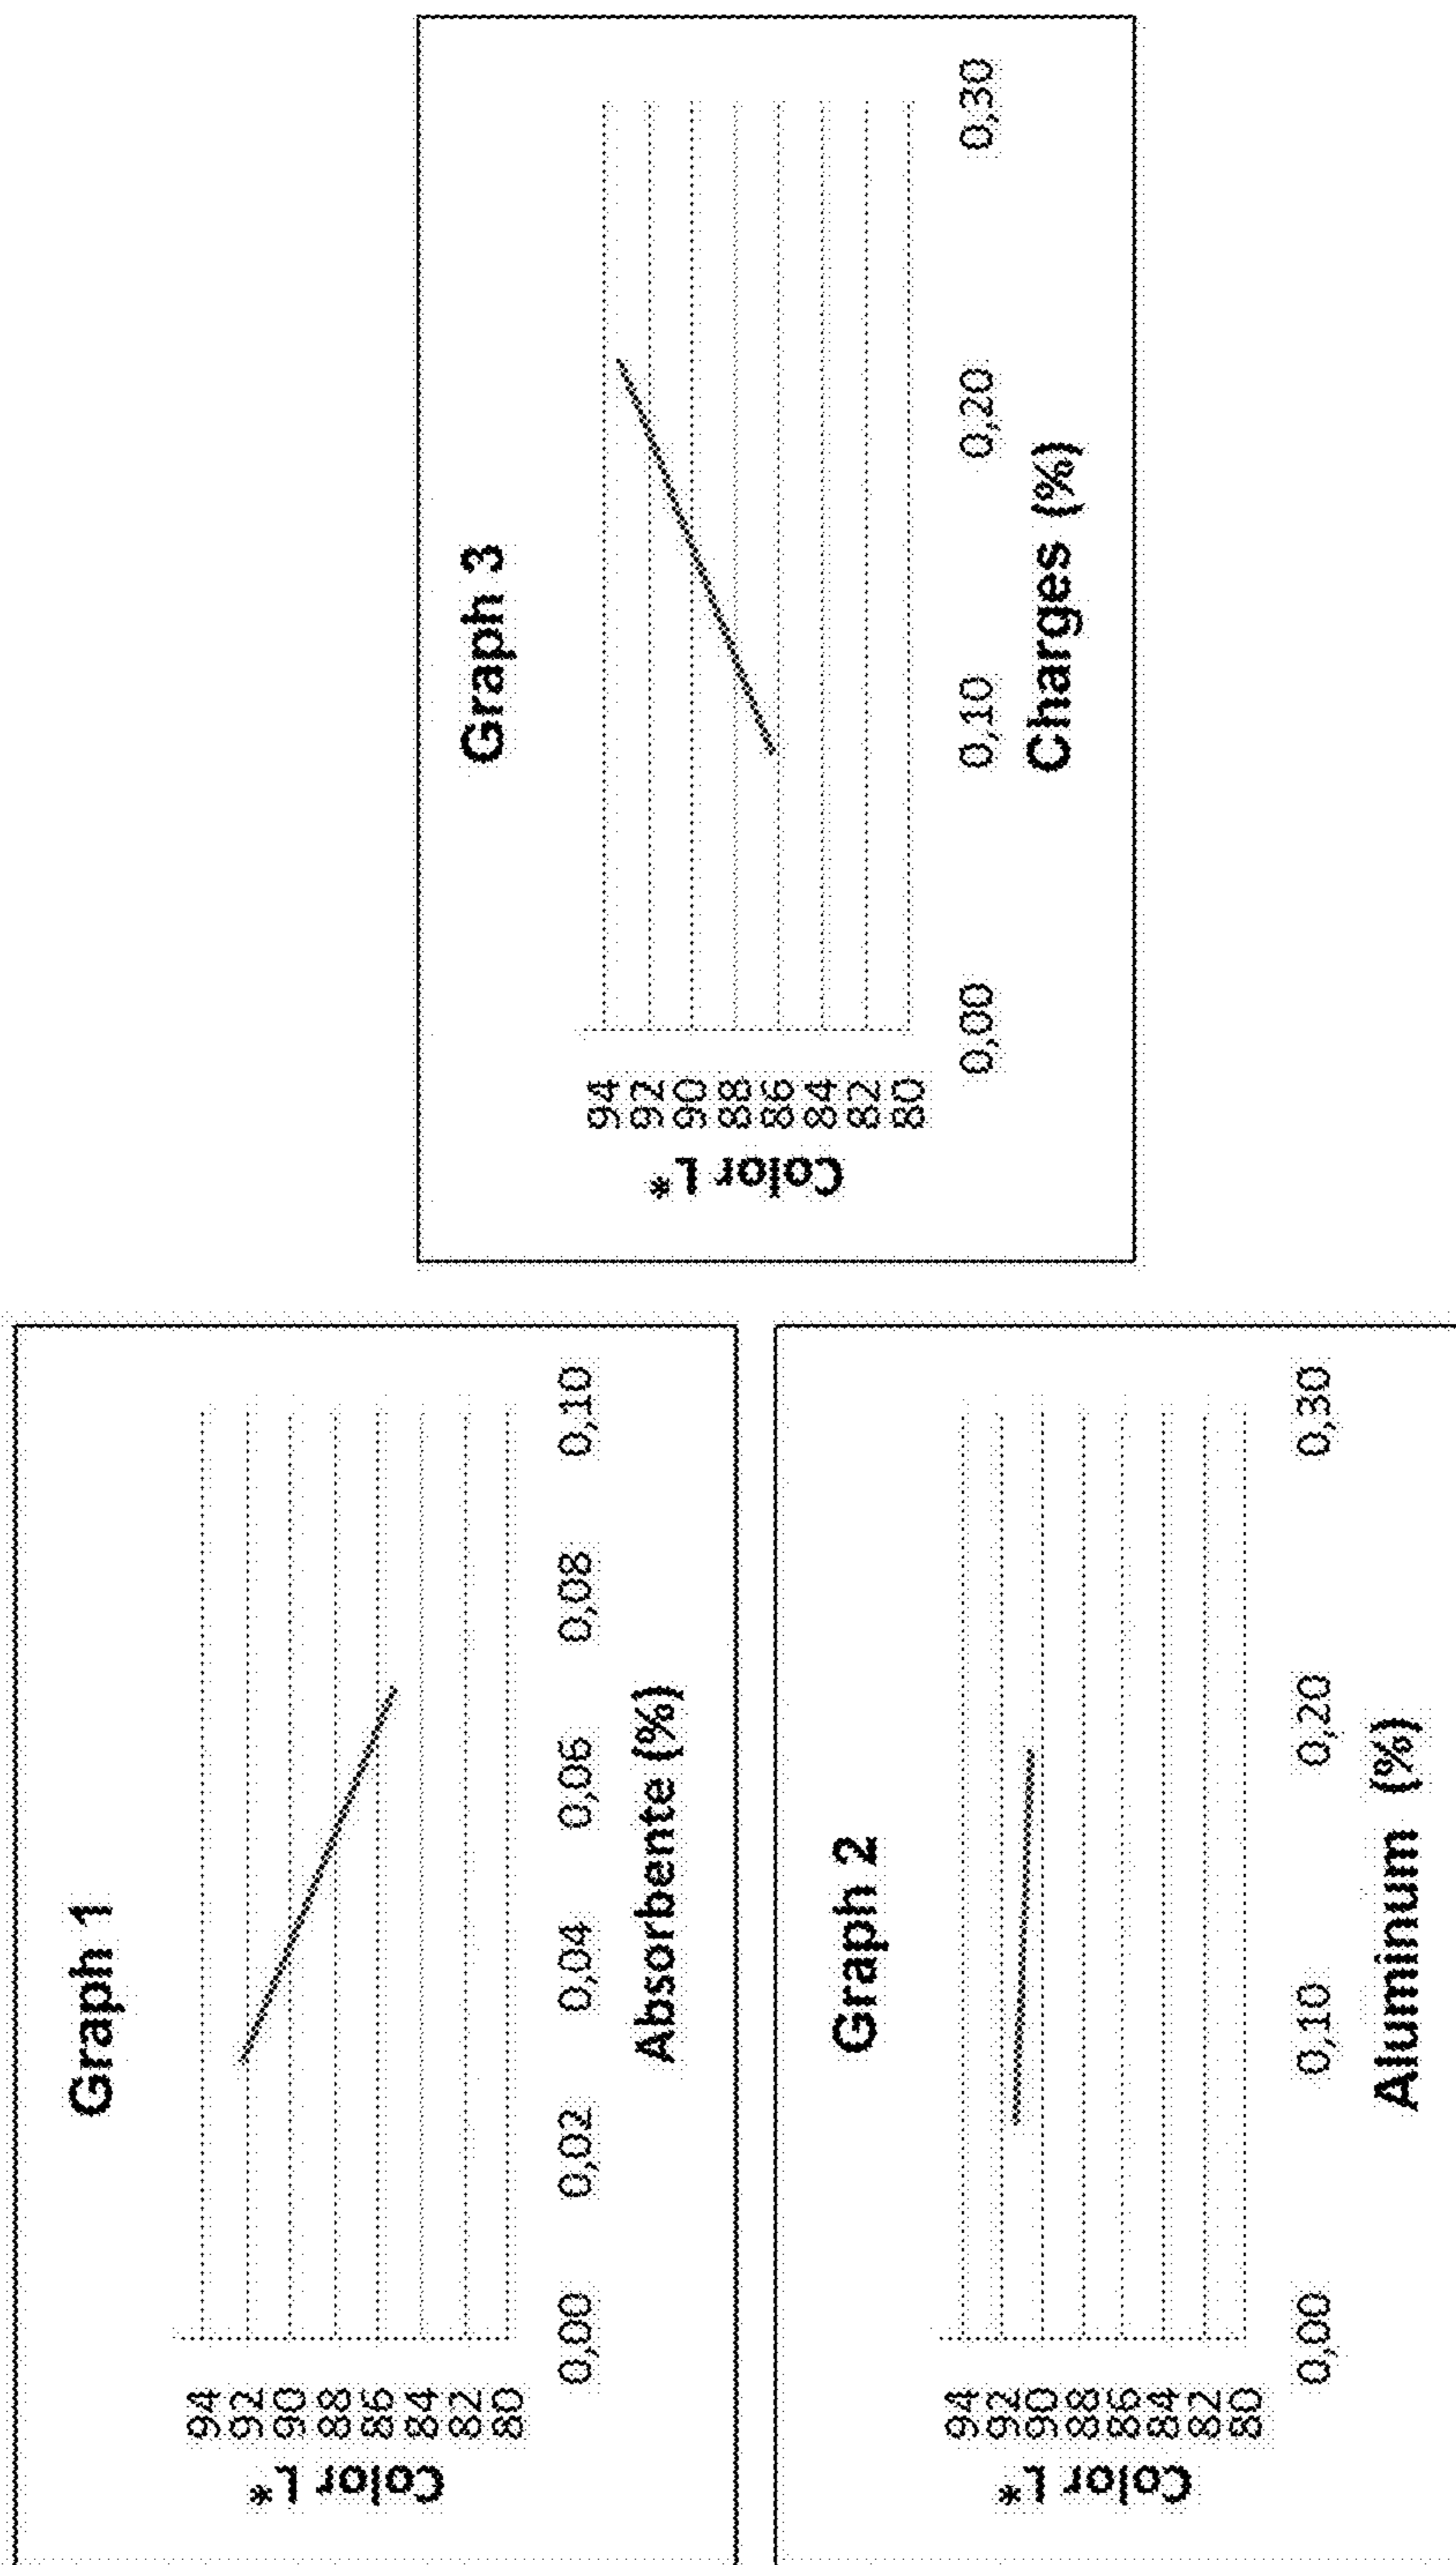 Graph 1
Color L*
94
92
90
88
86
84
82
80
0,00 0,02 0,04 0,06 0,08 0,10
Absorbente (%)
Graph 2
Color L*
94
92
90
88
86
84
82
80
0,00 0,10 0,20 0,30
Aluminum (%)
Graph 3
Color L*
94
92
90
88
86
84
82
80
0,00 0,10 0,20 0,30
Charges (%)